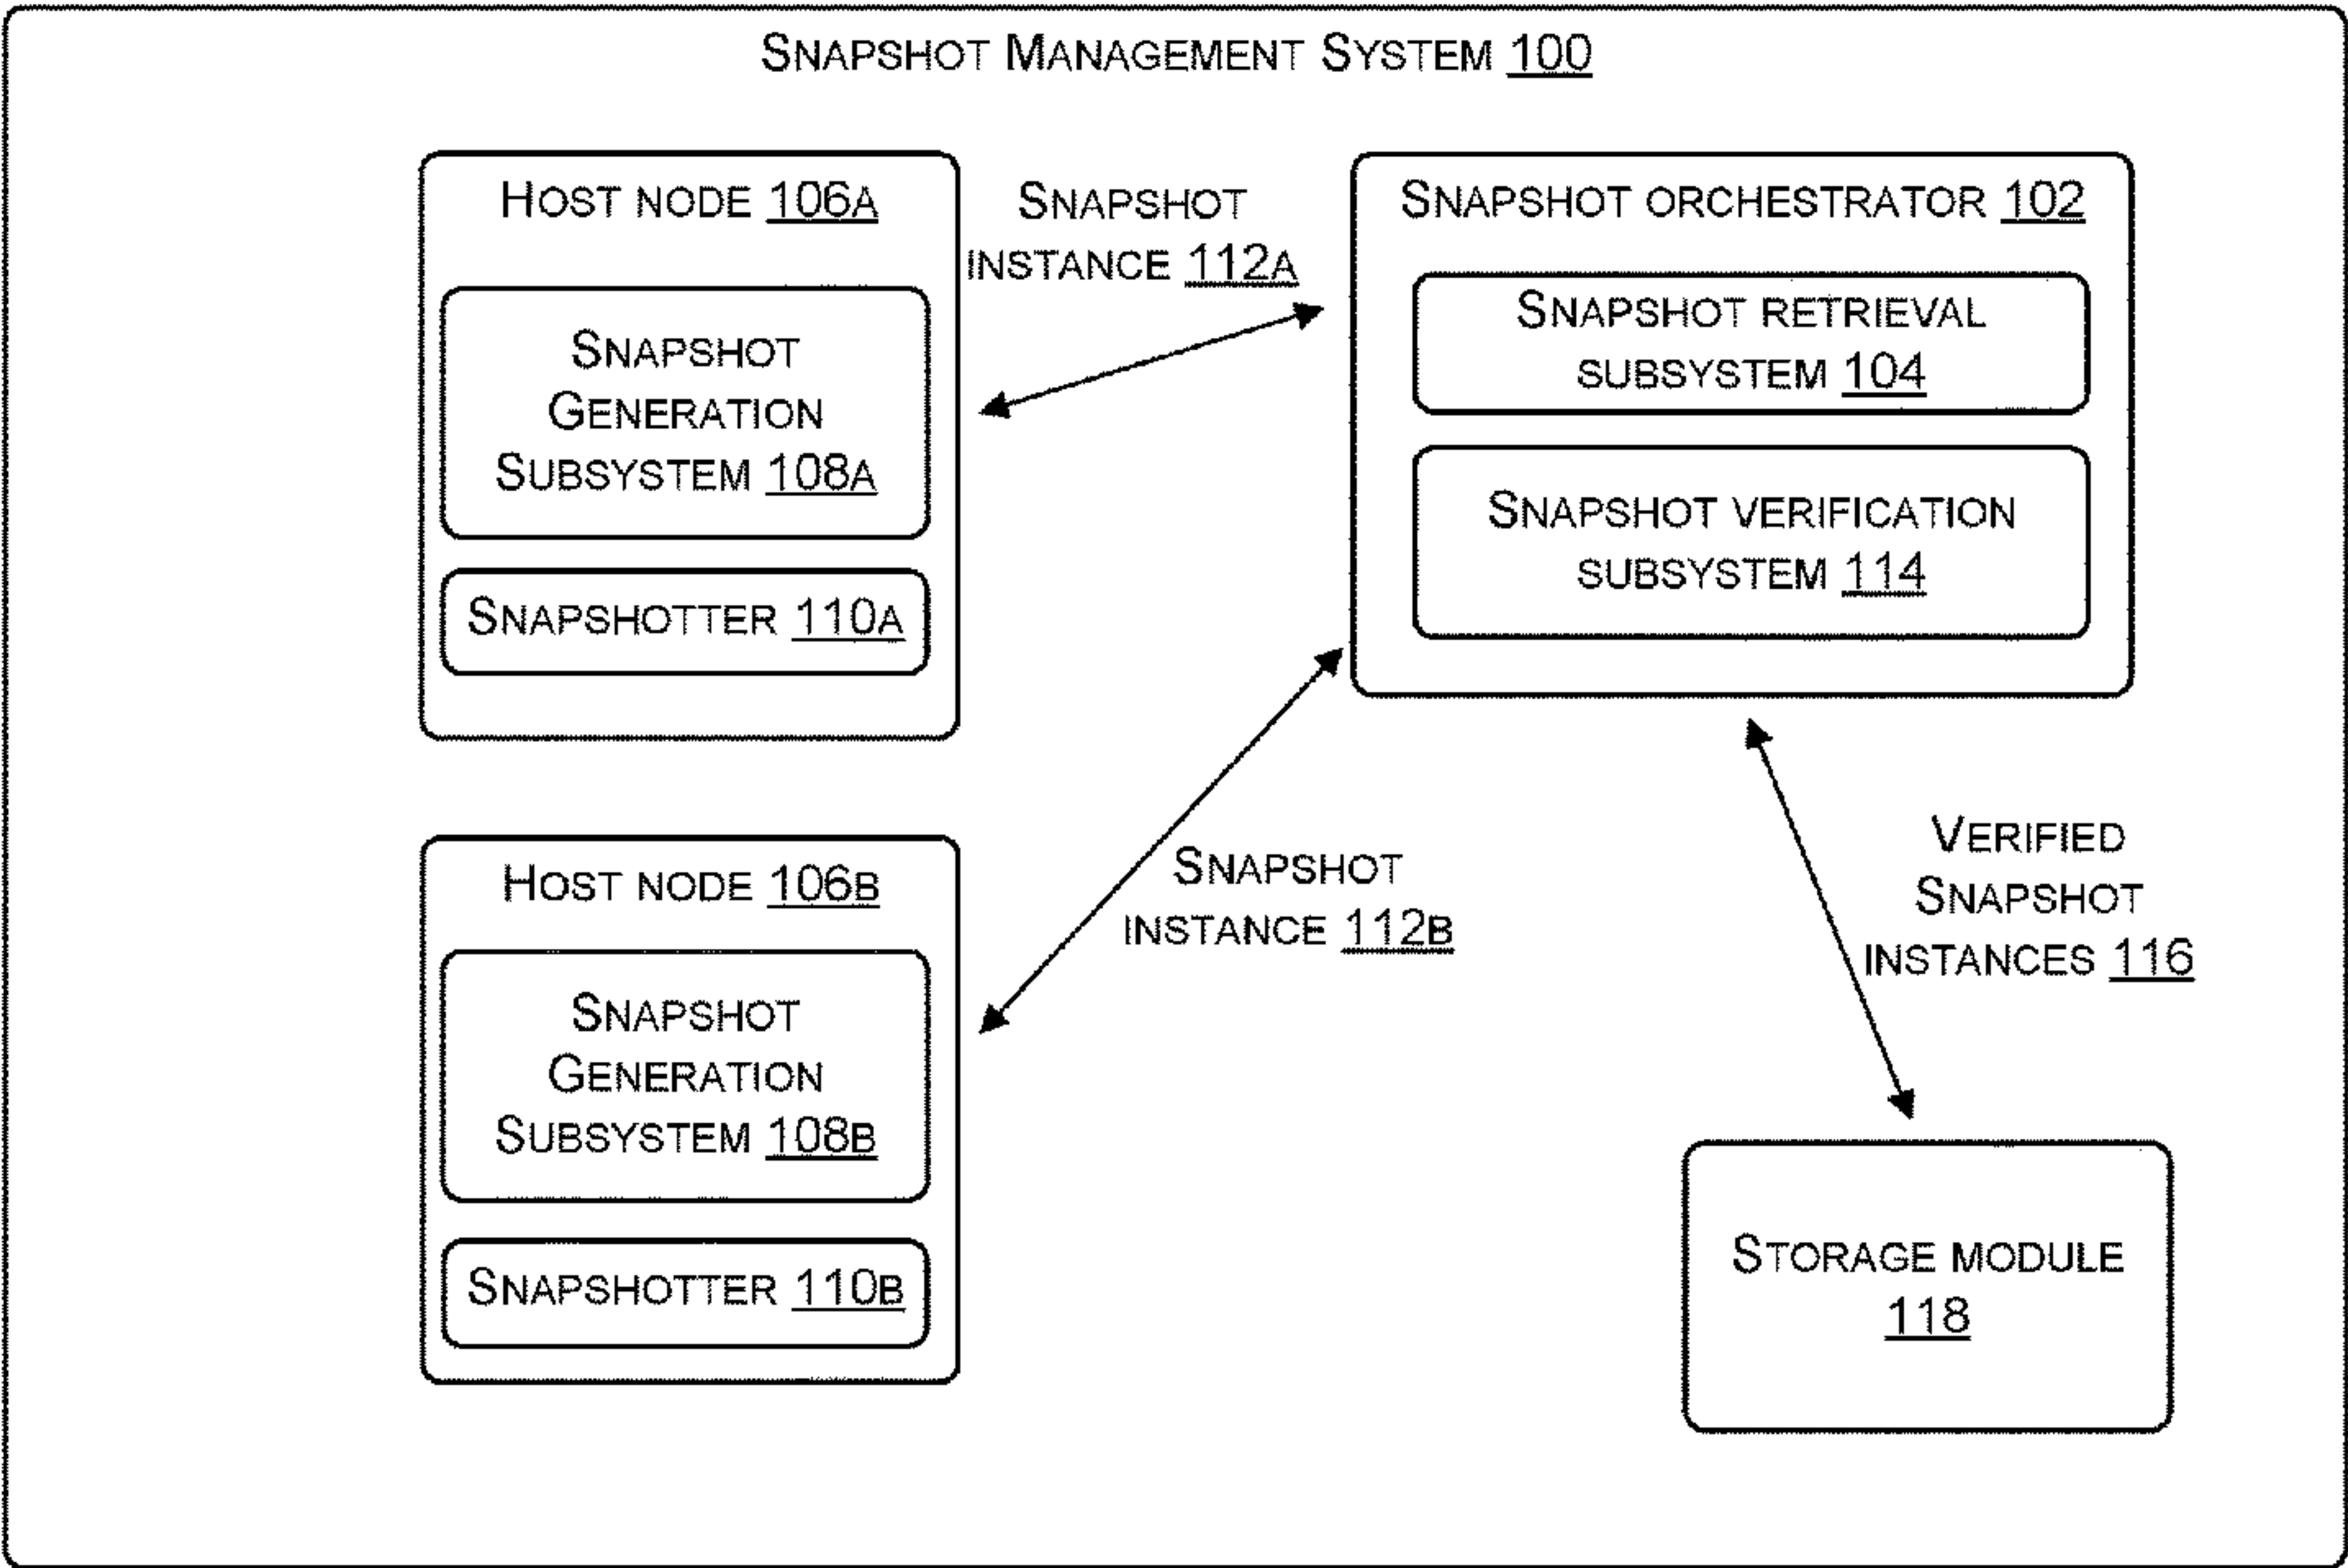 SNAPSHOT MANAGEMENT SYSTEM 100
HOST NODE 106A
SNAPSHOT
GENERATION
SUBSYSTEM 108A
SNAPSHOTTER 110A
SNAPSHOT
INSTANCE 112A
SNAPSHOT ORCHESTRATOR 102
SNAPSHOT RETRIEVAL
SUBSYSTEM 104
SNAPSHOT VERIFICATION
SUBSYSTEM 114
HOST NODE 106B
SNAPSHOT
GENERATION
SUBSYSTEM 108B
SNAPSHOTTER 110B
SNAPSHOT
INSTANCE 112B
VERIFIED
SNAPSHOT
INSTANCES 116
STORAGE MODULE
118